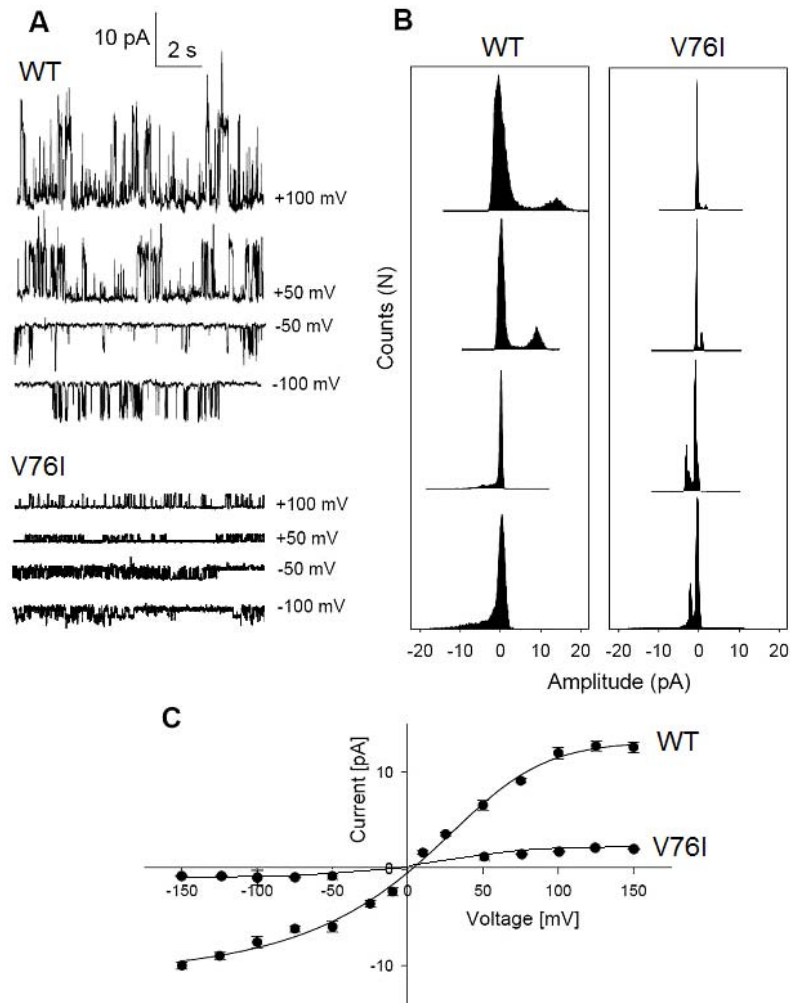 A
10 pA
2 s
WT
+100 mV
+50 mV
-50 mV
-100 mV
V76I
+100 mV
+50 mV
-50 mV
-100 mV
B
WT V76I
Counts (N)
-20 -10 0 10 20 -20 -10 0 10 20
Amplitude (pA)
C
Current [pA]
WT
10
V76I
0
-150 -100 -50 0 50 100 150
Voltage [mV]
-10